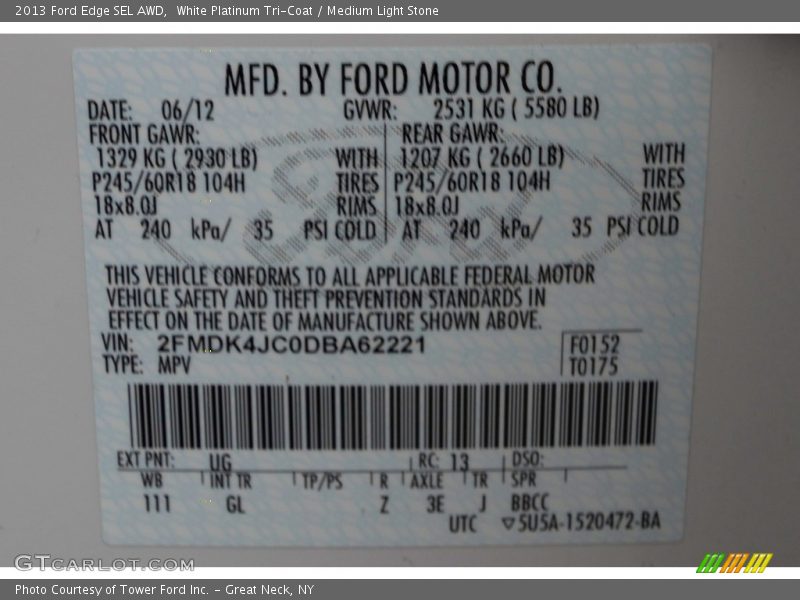 2013 Ford Edge SEL AWD, White Platinum Tri-Coat / Medium Light Stone
MFD. BY FORD MOTOR CO.
DATE: 06/12 GVWR: 2531 KG ( 5580 LB)
FRONT GAWR: REAR GAWR:
1329 KG ( 2930 LB) WITH 1207 KG ( 2660 LB) WITH
P245/60R18 104H TIRES P245/60R18 104H TIRES
18x8.0J RIMS 18x8.0J RIMS
AT 240 kPa/ 35 PSI COLD AT 240 kPa/ 35 PSI COLD
THIS VEHICLE CONFORMS TO ALL APPLICABLE FEDERAL MOTOR
VEHICLE SAFETY AND THEFT PREVENTION STANDARDS IN
EFFECT ON THE DATE OF MANUFACTURE SHOWN ABOVE.
VIN: 2FMDK4JC0DBA62221 F0152
TYPE: MPV T0175
EXT PNT: UG RC: 13 DSO:
WB INT TR TP/PS R AXLE TR SPR
111 GL Z 3E J BBCC
UTC ▽5U5A-1520472-BA
GTCARLOT.COM
Photo Courtesy of Tower Ford Inc. - Great Neck, NY